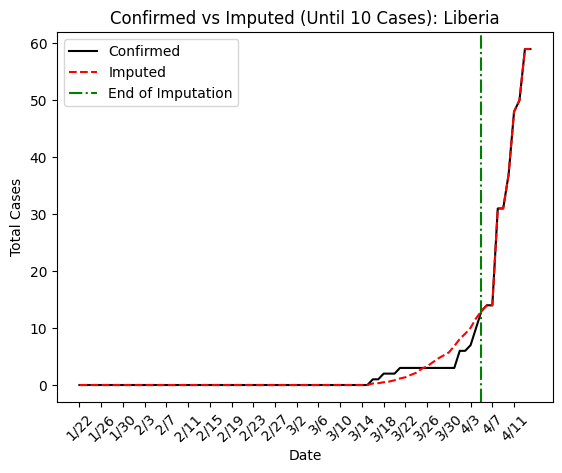 Confirmed vs Imputed (Until 10 Cases): Liberia
Confirmed
Imputed
End of Imputation
Total Cases
60
50
40
30
20
10
0
1/22 1/26 1/30 2/3 2/7 2/11 2/15 2/19 2/23 2/27 3/2 3/6 3/10 3/14 3/18 3/22 3/26 3/30 4/3 4/7 4/11
Date